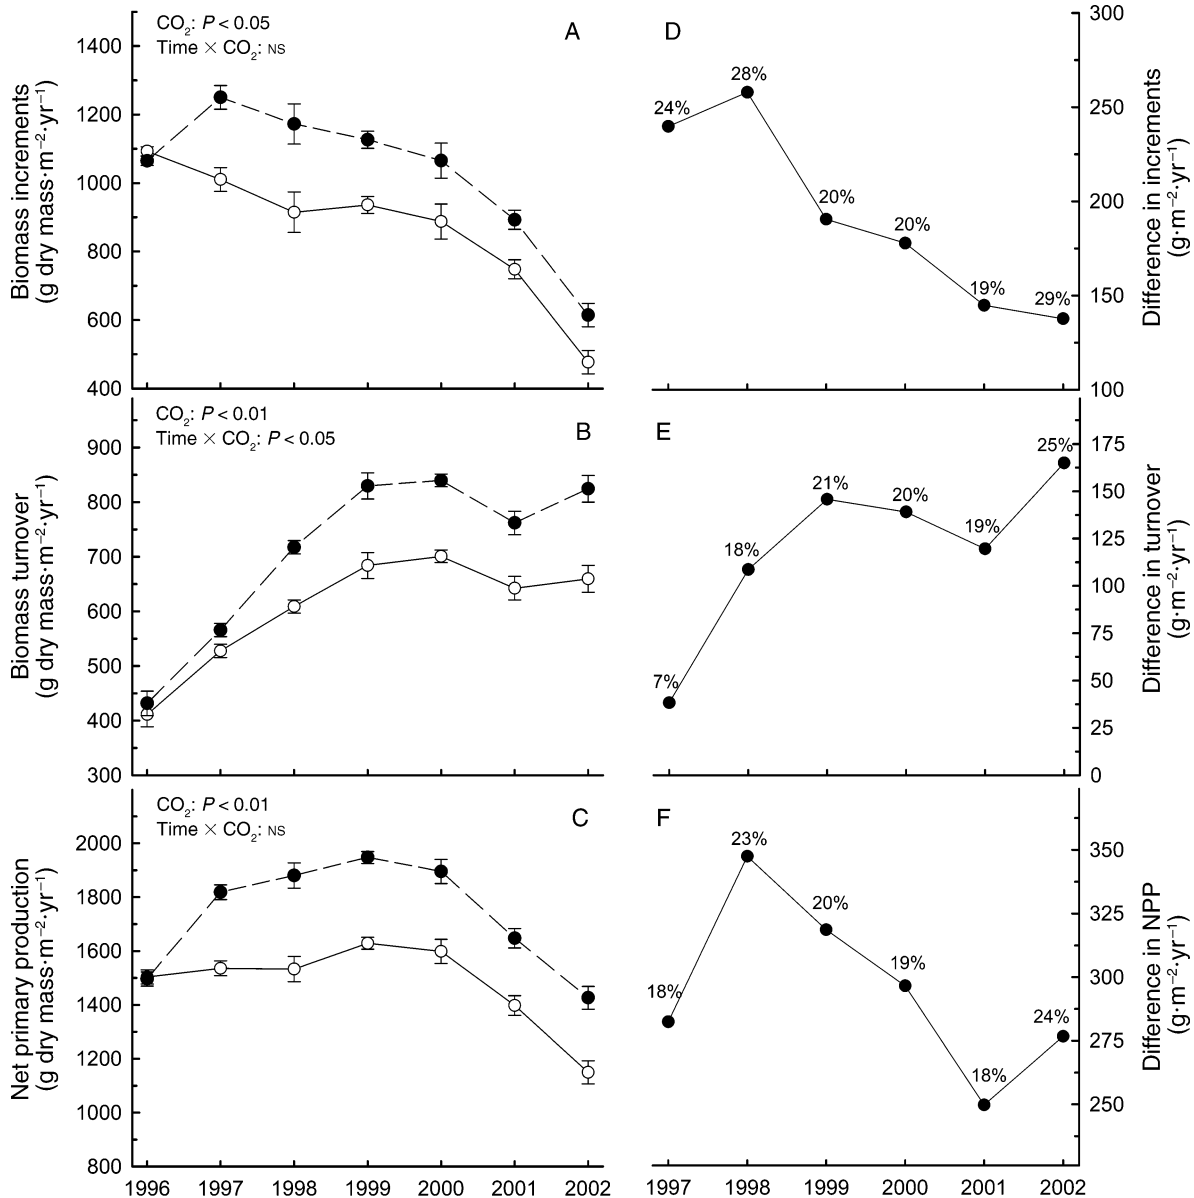 CO2: P < 0.05
Time × CO2: NS
A
1400
1200
1000
800
600
400
Biomass increments
(g dry mass·m−2·yr−1)
D
24%
28%
20%
20%
19%
29%
300
250
200
150
100
Difference in increments
(g·m−2·yr−1)
CO2: P < 0.01
Time × CO2: P < 0.05
B
900
800
700
600
500
400
300
Biomass turnover
(g dry mass·m−2·yr−1)
E
7%
18%
21%
20%
19%
25%
175
150
125
100
75
50
25
0
Difference in turnover
(g·m−2·yr−1)
CO2: P < 0.01
Time × CO2: NS
C
2000
1800
1600
1400
1200
1000
800
Net primary production
(g dry mass·m−2·yr−1)
1996 1997 1998 1999 2000 2001 2002
F
18%
23%
20%
19%
18%
24%
350
325
300
275
250
Difference in NPP
(g·m−2·yr−1)
1997 1998 1999 2000 2001 2002